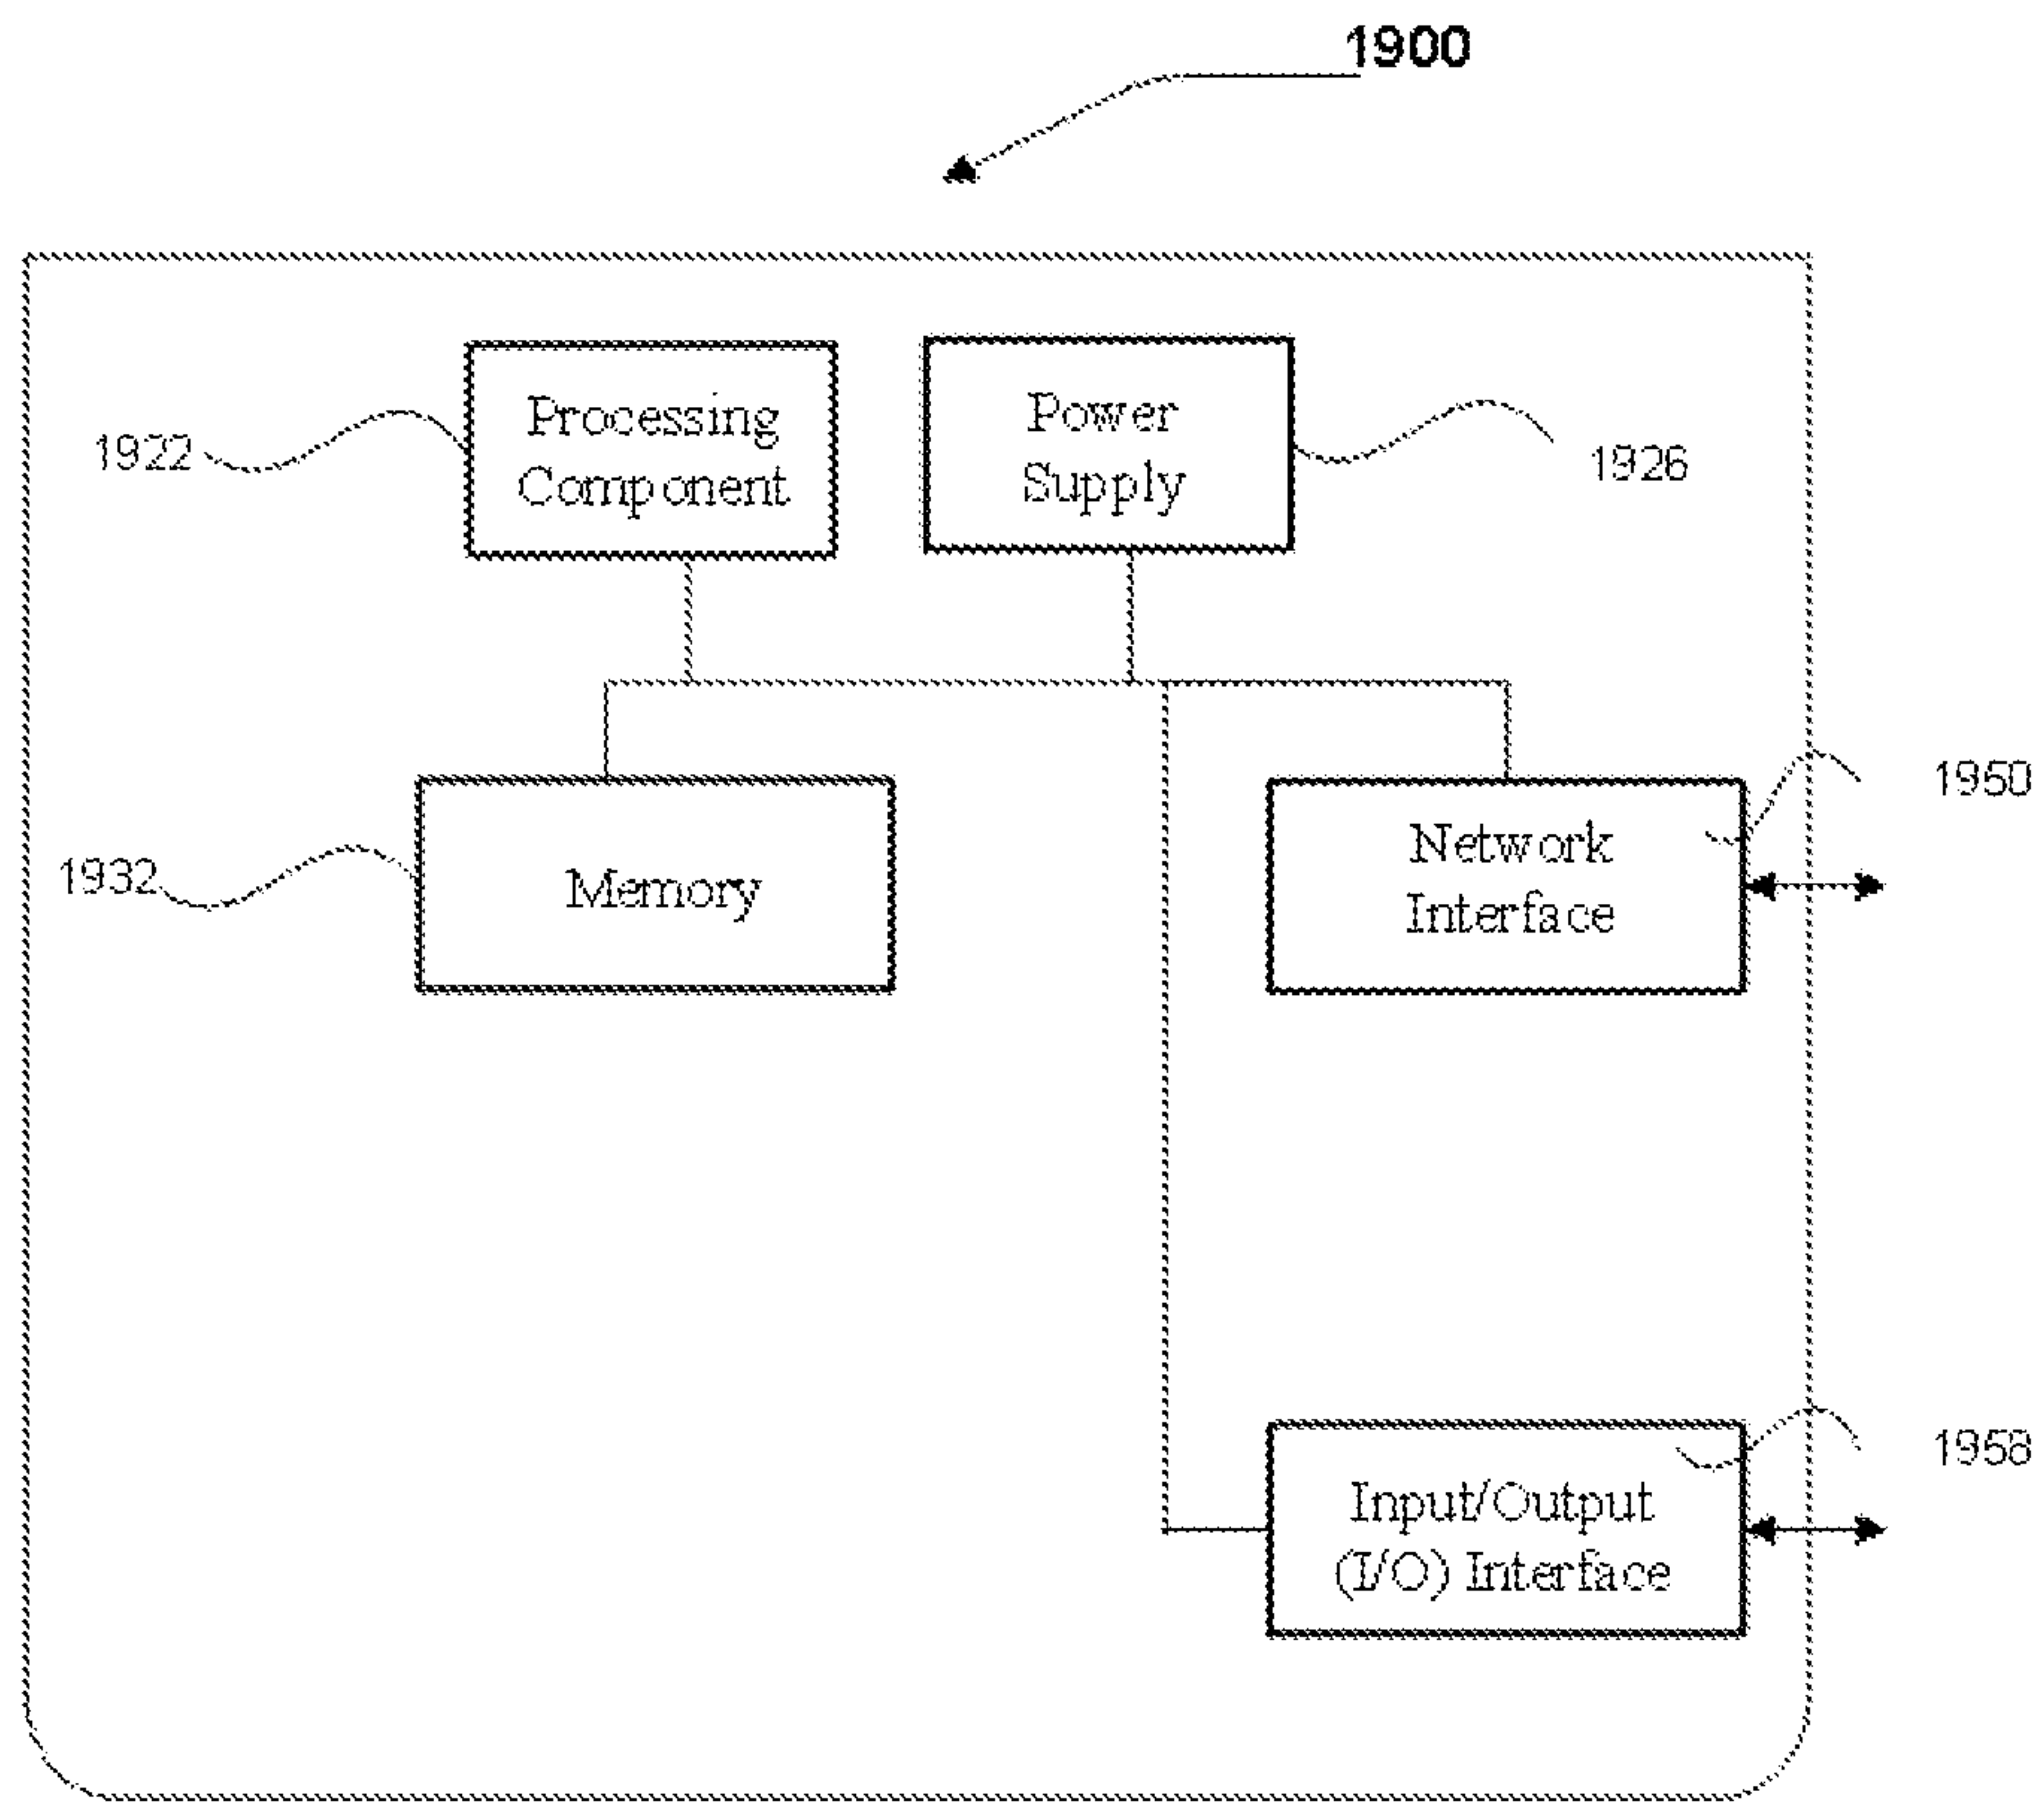 1900
Processing
Component
1922
Power
Supply
1926
Memory
1932
Network
Interface
1950
Input/Output
(I/O) Interface
1958